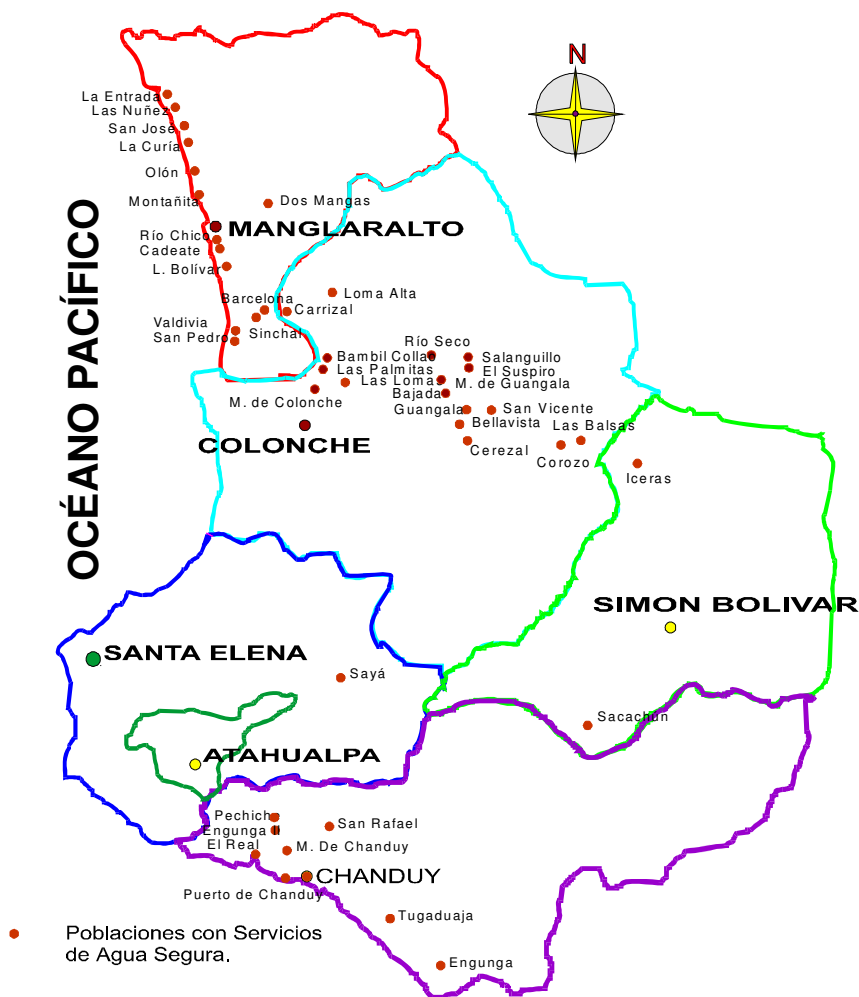 N
La Entrada
Las Nuñez
San José
La Curía
Olón
Montañita
Dos Mangas
MANGLARALTO
Río Chico
Cadeate
L. Bolívar
Loma Alta
Barcelona
Carrizal
Valdivia
Sinchal
San Pedro
OCÉANO PACÍFICO
Río Seco
Bambil Collao
Salanguillo
Las Palmitas
El Suspiro
Las Lomas
M. de Guangala
Bajada
M. de Colonche
Guangala
San Vicente
Bellavista
Las Balsas
COLONCHE
Cerezal
Corozo
Iceras
SIMON BOLIVAR
SANTA ELENA
Sayá
Sacachún
ATAHUALPA
Pechiche
San Rafael
Engunga II
El Real
M. De Chanduy
CHANDUY
Puerto de Chanduy
Tugaduaja
Engunga
Poblaciones con Servicios
de Agua Segura.